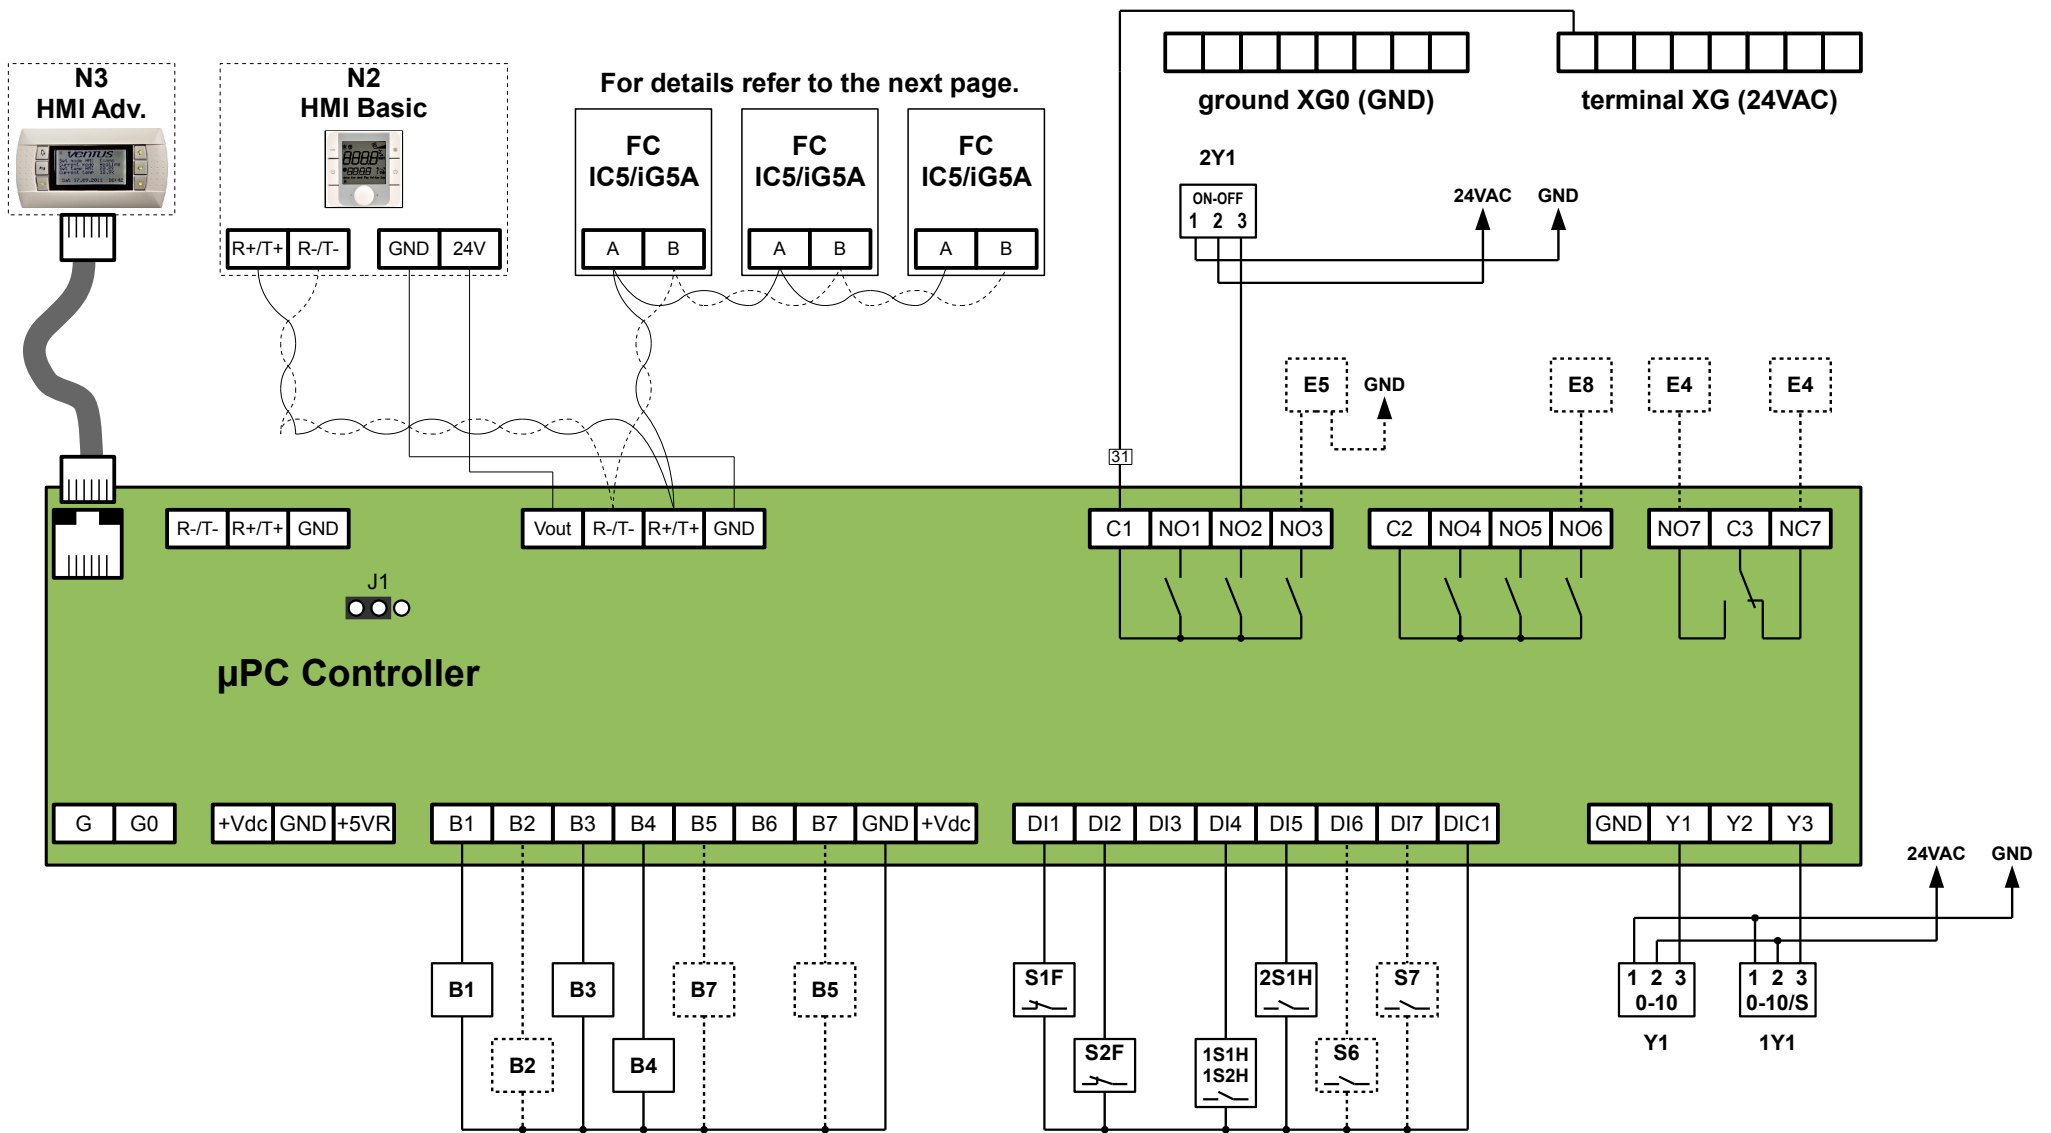 N3
HMI Adv.
ventus
N2
HMI Basic
For details refer to the next page.
FC
IC5/iG5A
FC
IC5/iG5A
FC
IC5/iG5A
ground XG0 (GND)
terminal XG (24VAC)
2Y1
ON-OFF
1 2 3
24VAC
GND
R+/T+ R-/T-
GND 24V
A B
A B
A B
E5
GND
E8
E4
E4
31
R-/T- R+/T+ GND
Vout R-/T- R+/T+ GND
C1 NO1 NO2 NO3
C2 NO4 NO5 NO6
NO7 C3 NC7
J1
µPC Controller
G G0
+Vdc GND +5VR
B1 B2 B3 B4 B5 B6 B7 GND +Vdc
DI1 DI2 DI3 DI4 DI5 DI6 DI7 DIC1
GND Y1 Y2 Y3
24VAC
GND
B1
B3
B7
B5
S1F
2S1H
S7
1 2 3
0-10
1 2 3
0-10/S
Y1
1Y1
B2
B4
S2F
1S1H
1S2H
S6